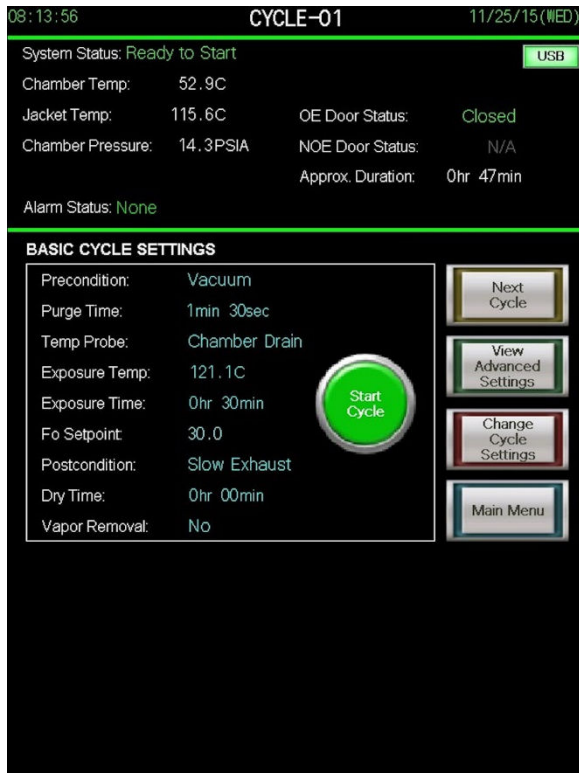 08:13:56 CYCLE-01 11/25/15(WED)
System Status: Ready to Start USB
Chamber Temp: 52.9C
Jacket Temp: 115.6C OE Door Status: Closed
Chamber Pressure: 14.3PSIA NOE Door Status: N/A
Approx. Duration: 0hr 47min
Alarm Status: None
BASIC CYCLE SETTINGS
Precondition: Vacuum
Purge Time: 1min 30sec
Temp Probe: Chamber Drain
Exposure Temp: 121.1C
Exposure Time: 0hr 30min
Fo Setpoint: 30.0
Postcondition: Slow Exhaust
Dry Time: 0hr 00min
Vapor Removal: No
Start
Cycle
Next
Cycle
View
Advanced
Settings
Change
Cycle
Settings
Main Menu